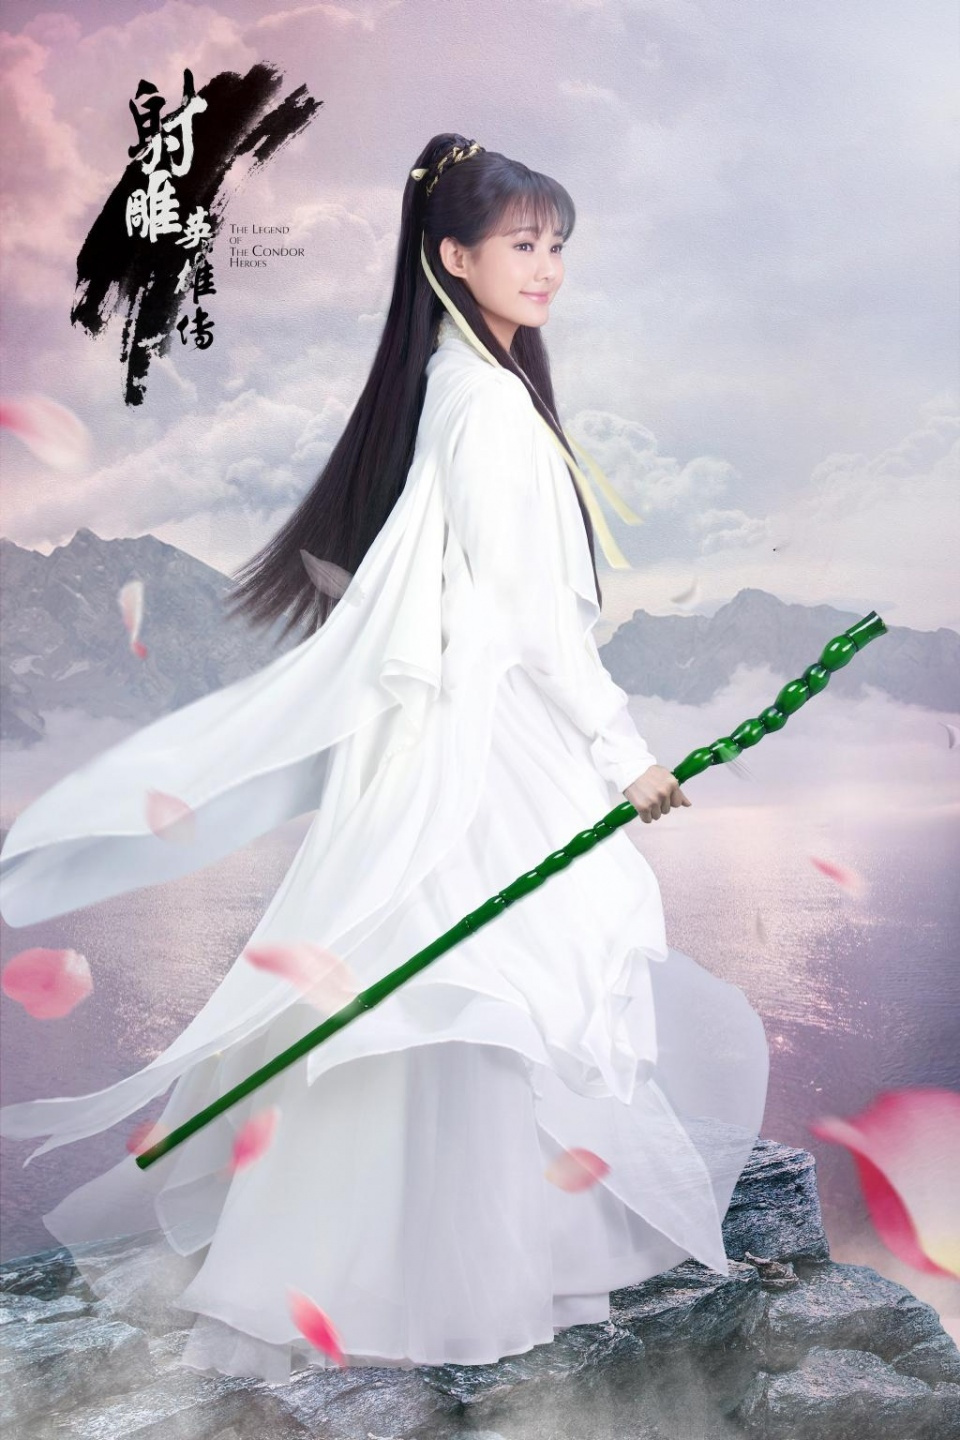 射
雕
英
雄
传
The Legend
of
The Condor
Heroes